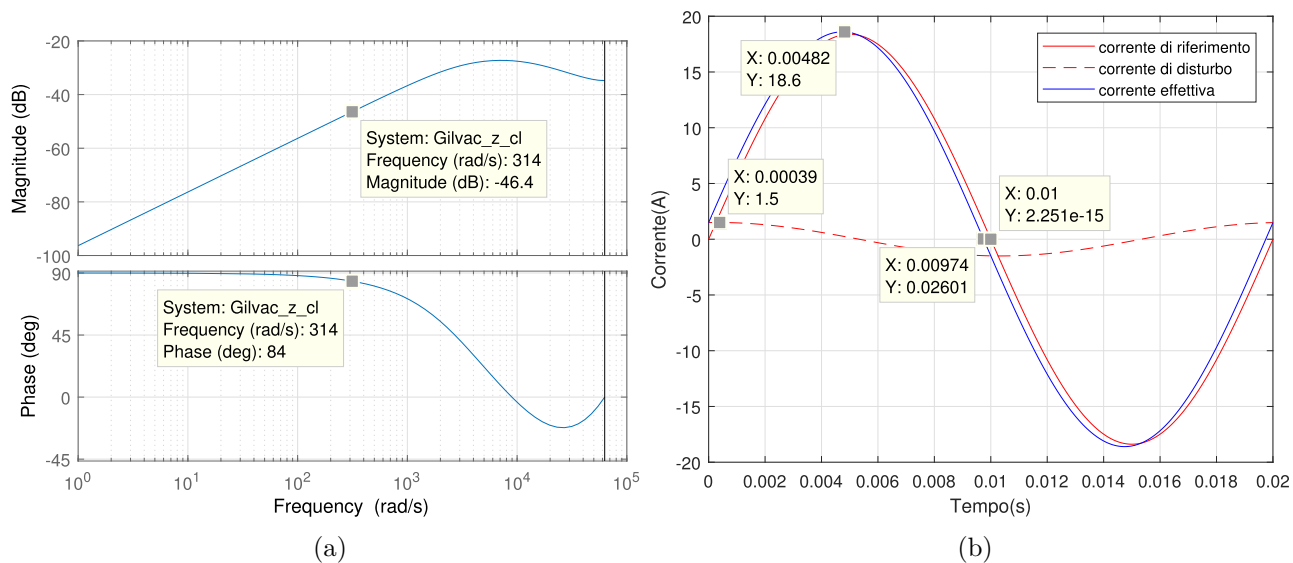 -20
-40
-60
-80
-100
Magnitude (dB)
System: Gilvac_z_cl
Frequency (rad/s): 314
Magnitude (dB): -46.4
90
45
0
-45
Phase (deg)
System: Gilvac_z_cl
Frequency (rad/s): 314
Phase (deg): 84
10^0 10^1 10^2 10^3 10^4 10^5
Frequency (rad/s)
(a)
20
15
10
5
0
-5
-10
-15
-20
Corrente(A)
X: 0.00482
Y: 18.6
corrente di riferimento
corrente di disturbo
corrente effettiva
X: 0.00039
Y: 1.5
X: 0.01
Y: 2.251e-15
X: 0.00974
Y: 0.02601
0 0.002 0.004 0.006 0.008 0.01 0.012 0.014 0.016 0.018 0.02
Tempo(s)
(b)